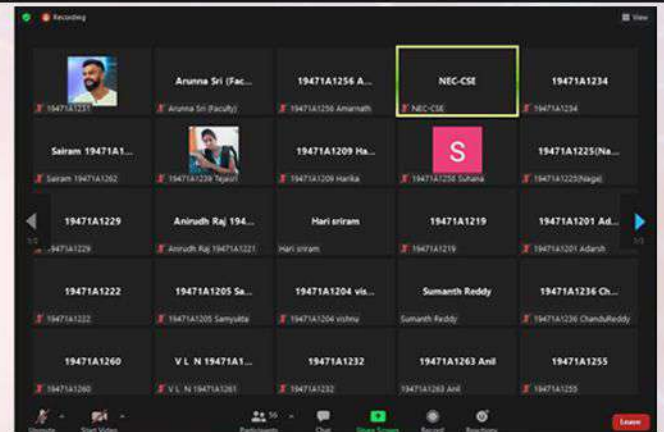 Recording
View
19471A1231
Arunna Sri (Fac...
Arunna Sri (Faculty)
19471A1256 A...
19471A1256 Amarnath
NEC-CSE
NEC-CSE
19471A1234
19471A1234
Sairam 19471A1...
Sairam 19471A1262
19471A1239 Tejasri
19471A1209 Ha...
19471A1209 Harika
S
19471A1258 Suhana
19471A1225(Na...
19471A1225(Naga)
19471A1229
19471A1229
Anirudh Raj 194...
Anirudh Raj 19471A1221
Hari sriram
Hari sriram
19471A1219
19471A1219
19471A1201 Ad...
19471A1201 Adarsh
19471A1222
19471A1222
19471A1205 Sa...
19471A1205 Samyukta
19471A1204 vis...
19471A1204 vishnu
Sumanth Reddy
Sumanth Reddy
19471A1236 Ch...
19471A1236 ChanduReddy
19471A1260
19471A1260
V L N 19471A1...
V L N 19471A1261
19471A1232
19471A1232
19471A1263 Anil
19471A1263 Anil
19471A1255
19471A1255
Unmute
Start Video
56
Participants
Chat
Share Screen
Record
Reactions
Leave